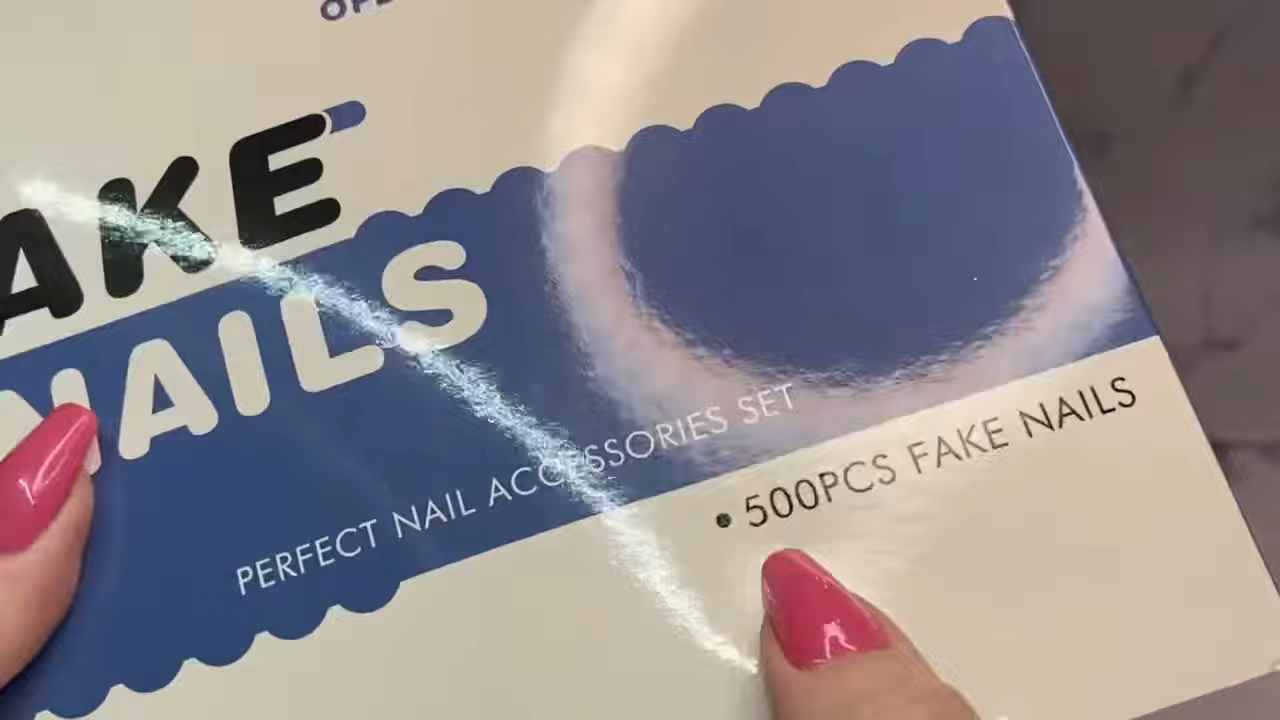 AKE
NAILS
PERFECT NAIL ACCESSORIES SET
• 500PCS FAKE NAILS